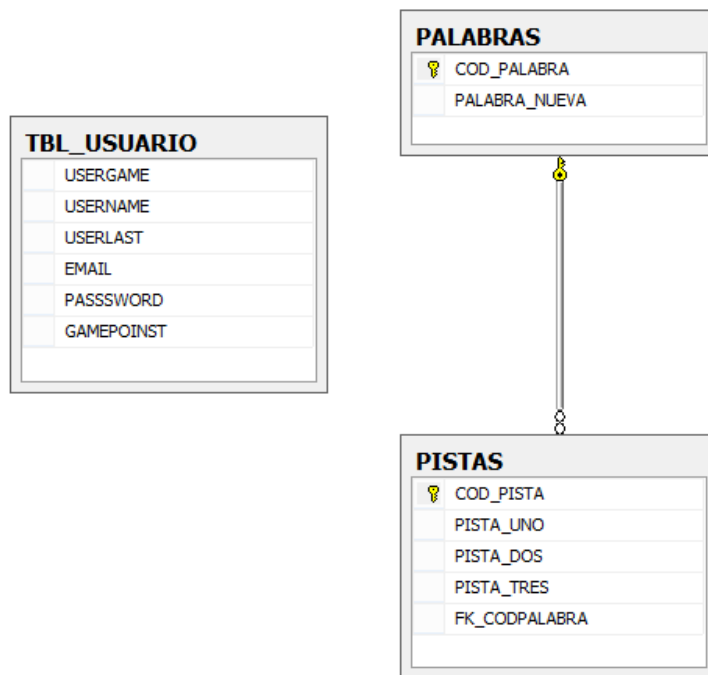 PALABRAS
COD_PALABRA
PALABRA_NUEVA
TBL_USUARIO
USERGAME
USERNAME
USERLAST
EMAIL
PASSSWORD
GAMEPOINST
PISTAS
COD_PISTA
PISTA_UNO
PISTA_DOS
PISTA_TRES
FK_CODPALABRA